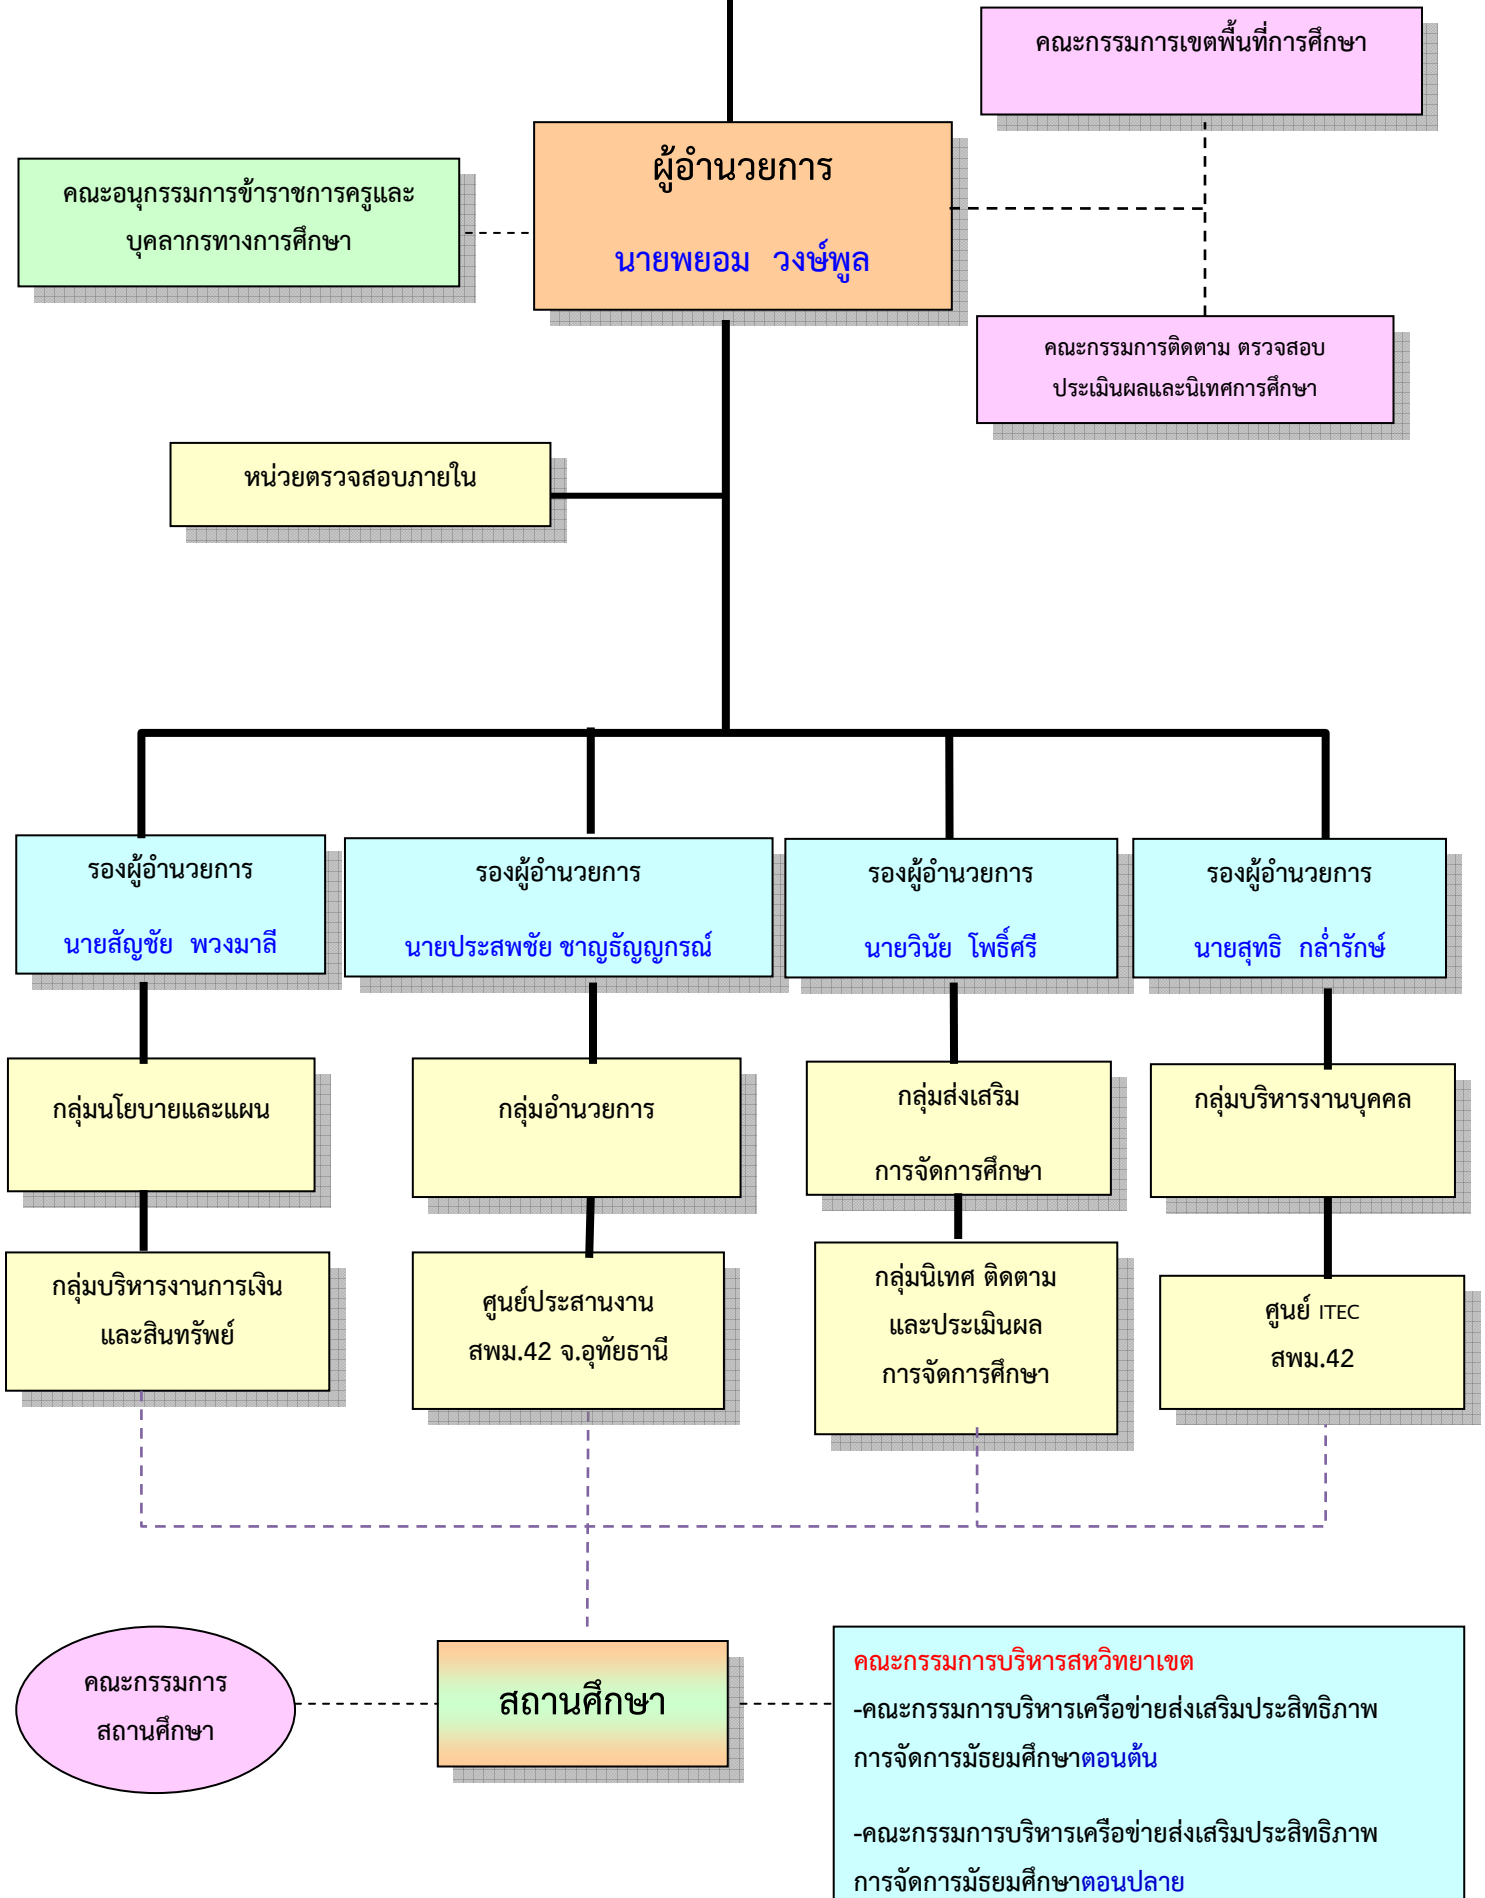 คณะกรรมการเขตพื้นที่การศึกษา
ผู้อำนวยการ
นายพยอม วงษ์พูล
คณะอนุกรรมการข้าราชการครูและ
บุคลากรทางการศึกษา
คณะกรรมการติดตาม ตรวจสอบ
ประเมินผลและนิเทศการศึกษา
หน่วยตรวจสอบภายใน
รองผู้อำนวยการ
นายสัญชัย พวงมาลี
รองผู้อำนวยการ
นายประสพชัย ชาญธัญญกรณ์
รองผู้อำนวยการ
นายวินัย โพธิ์ศรี
รองผู้อำนวยการ
นายสุทธิ กล่ำรักษ์
กลุ่มนโยบายและแผน
กลุ่มอำนวยการ
กลุ่มส่งเสริม
การจัดการศึกษา
กลุ่มบริหารงานบุคคล
กลุ่มบริหารงานการเงิน
และสินทรัพย์
ศูนย์ประสานงาน
สพม.42 จ.อุทัยธานี
กลุ่มนิเทศ ติดตาม
และประเมินผล
การจัดการศึกษา
ศูนย์ ITEC
สพม.42
คณะกรรมการ
สถานศึกษา
สถานศึกษา
คณะกรรมการบริหารสหวิทยาเขต
-คณะกรรมการบริหารเครือข่ายส่งเสริมประสิทธิภาพ
การจัดการมัธยมศึกษาตอนต้น
-คณะกรรมการบริหารเครือข่ายส่งเสริมประสิทธิภาพ
การจัดการมัธยมศึกษาตอนปลาย